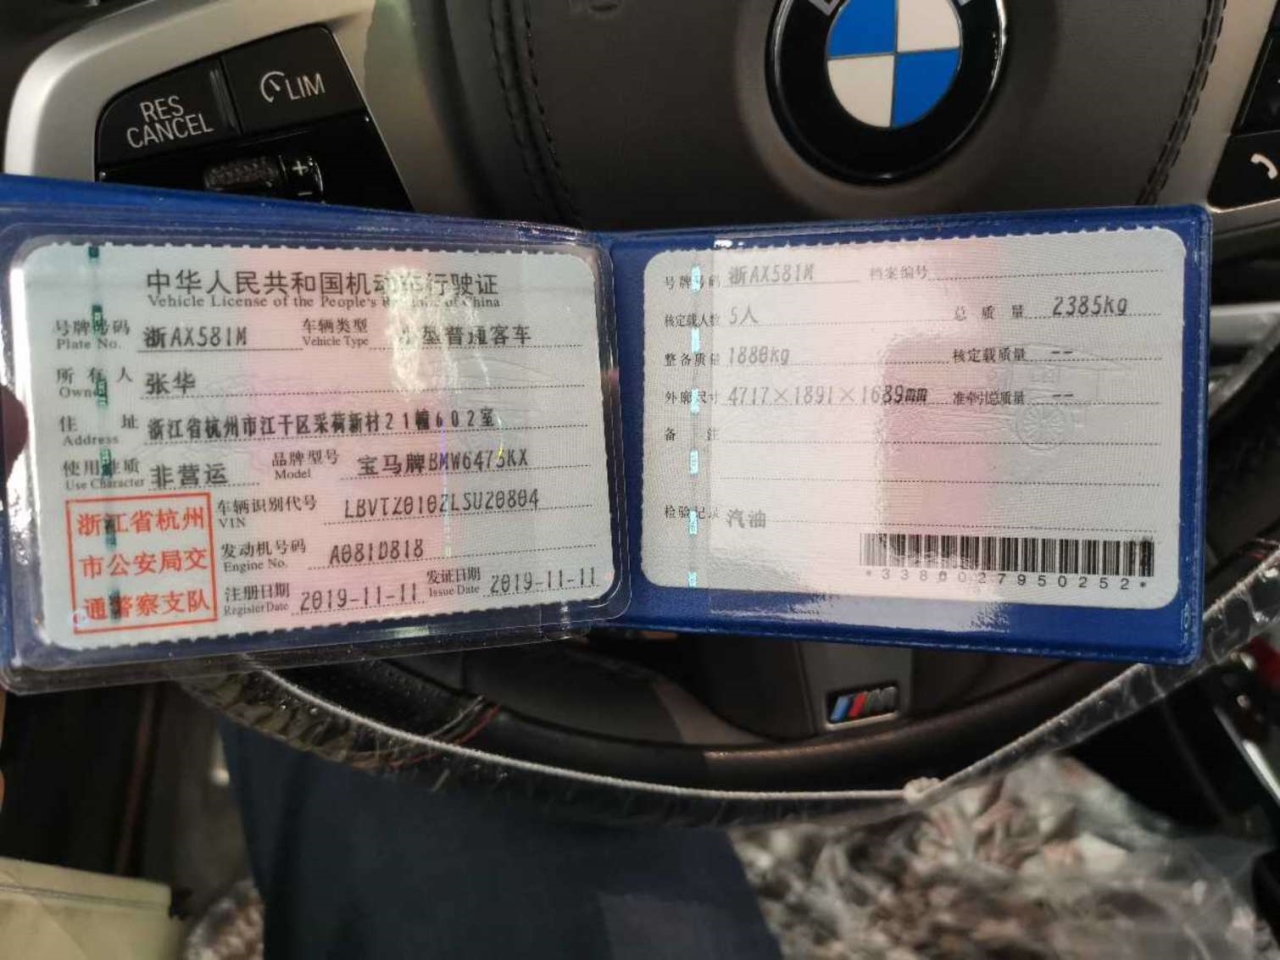 RES
CANCEL
LIM
+
-
中华人民共和国机动车行驶证
Vehicle License of the People's Republic of China
号牌号码 浙AX581M 车辆类型 小型普通客车
Plate No. Vehicle Type
所有人 张华
Owner
住址 浙江省杭州市江干区采荷新村21幢602室
Address
使用性质 非营运 品牌型号 宝马牌BMW6475KX
Use Character Model
浙江省杭州
市公安局交
通警察支队
车辆识别代号 LBVTZ0102LSU20804
VIN
发动机号码 A081D818
Engine No.
注册日期 2019-11-11 发证日期 2019-11-11
Register Date Issue Date
号牌号码 浙AX581M 档案编号
核定载人数 5人 总质量 2385kg
整备质量 1880kg 核定载质量 --
外廓尺寸 4717×1891×1689mm 准牵引总质量 --
备注
检验记录 汽油
*3380027950252*
M